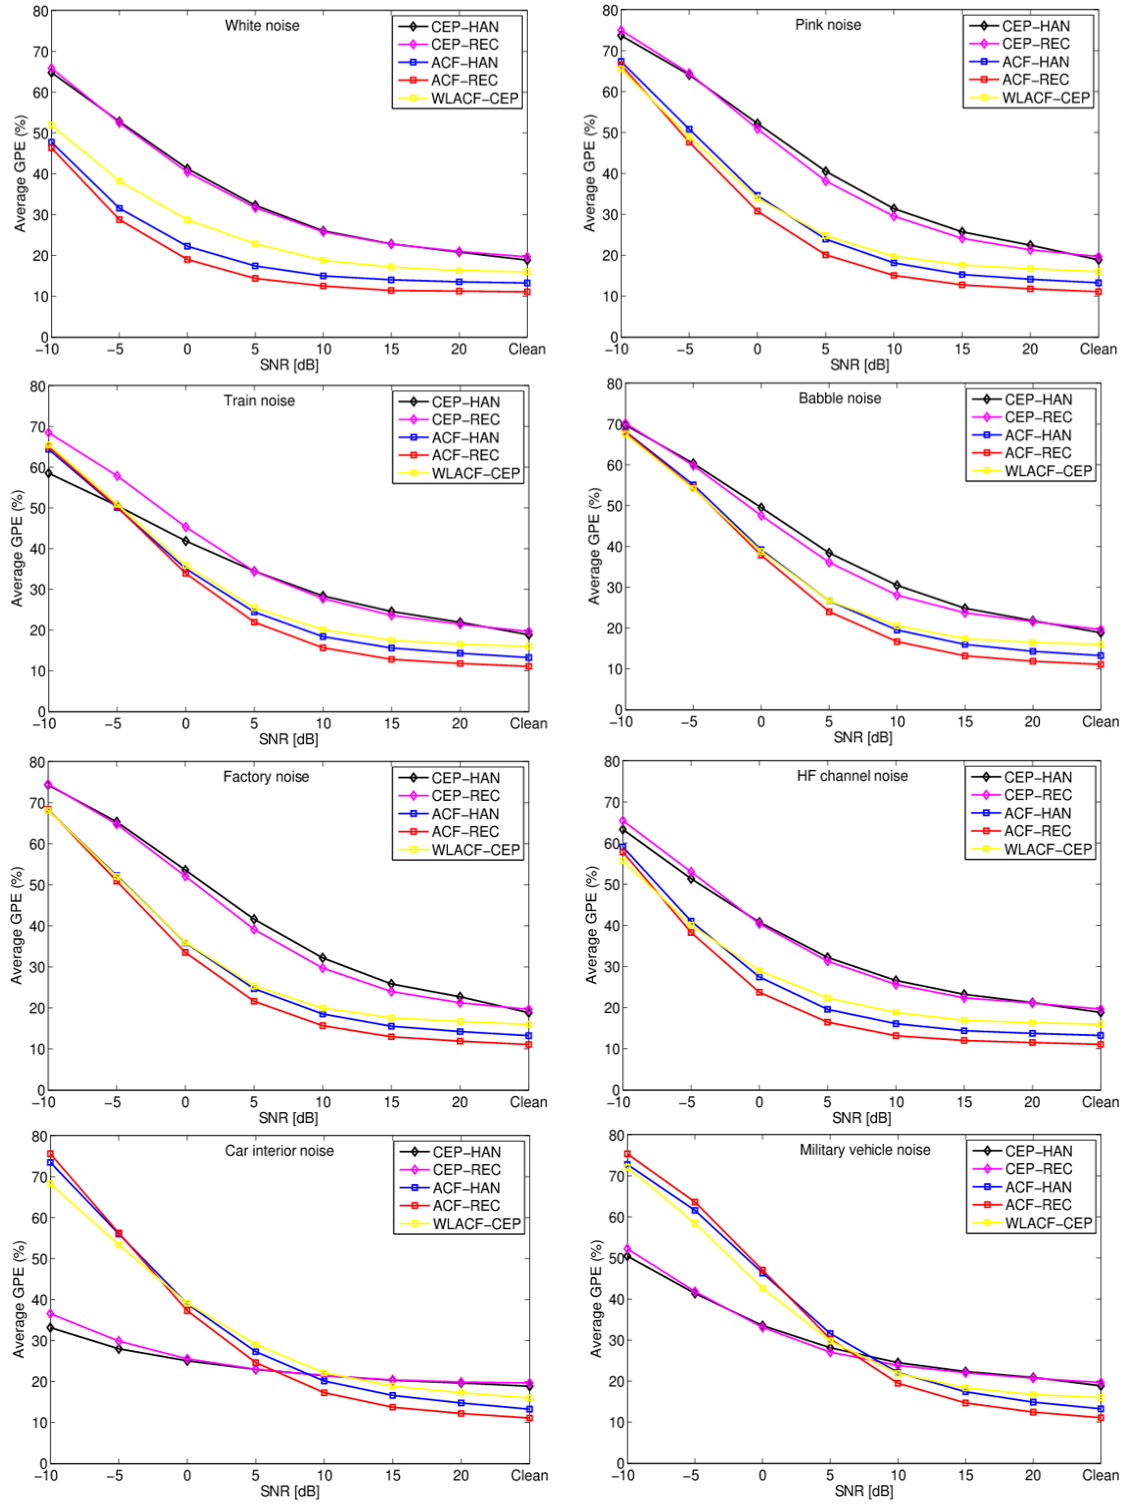 White noise
CEP−HAN
CEP−REC
ACF−HAN
ACF−REC
WLACF−CEP
Average GPE (%)
80
70
60
50
40
30
20
10
0
−10 −5 0 5 10 15 20 Clean
SNR [dB]
Pink noise
CEP−HAN
CEP−REC
ACF−HAN
ACF−REC
WLACF−CEP
Average GPE (%)
80
70
60
50
40
30
20
10
0
−10 −5 0 5 10 15 20 Clean
SNR [dB]
Train noise
CEP−HAN
CEP−REC
ACF−HAN
ACF−REC
WLACF−CEP
Average GPE (%)
80
70
60
50
40
30
20
10
0
−10 −5 0 5 10 15 20 Clean
SNR [dB]
Babble noise
CEP−HAN
CEP−REC
ACF−HAN
ACF−REC
WLACF−CEP
Average GPE (%)
80
70
60
50
40
30
20
10
0
−10 −5 0 5 10 15 20 Clean
SNR [dB]
Factory noise
CEP−HAN
CEP−REC
ACF−HAN
ACF−REC
WLACF−CEP
Average GPE (%)
80
70
60
50
40
30
20
10
0
−10 −5 0 5 10 15 20 Clean
SNR [dB]
HF channel noise
CEP−HAN
CEP−REC
ACF−HAN
ACF−REC
WLACF−CEP
Average GPE (%)
80
70
60
50
40
30
20
10
0
−10 −5 0 5 10 15 20 Clean
SNR [dB]
Car interior noise
CEP−HAN
CEP−REC
ACF−HAN
ACF−REC
WLACF−CEP
Average GPE (%)
80
70
60
50
40
30
20
10
0
−10 −5 0 5 10 15 20 Clean
SNR [dB]
Military vehicle noise
CEP−HAN
CEP−REC
ACF−HAN
ACF−REC
WLACF−CEP
Average GPE (%)
80
70
60
50
40
30
20
10
0
−10 −5 0 5 10 15 20 Clean
SNR [dB]